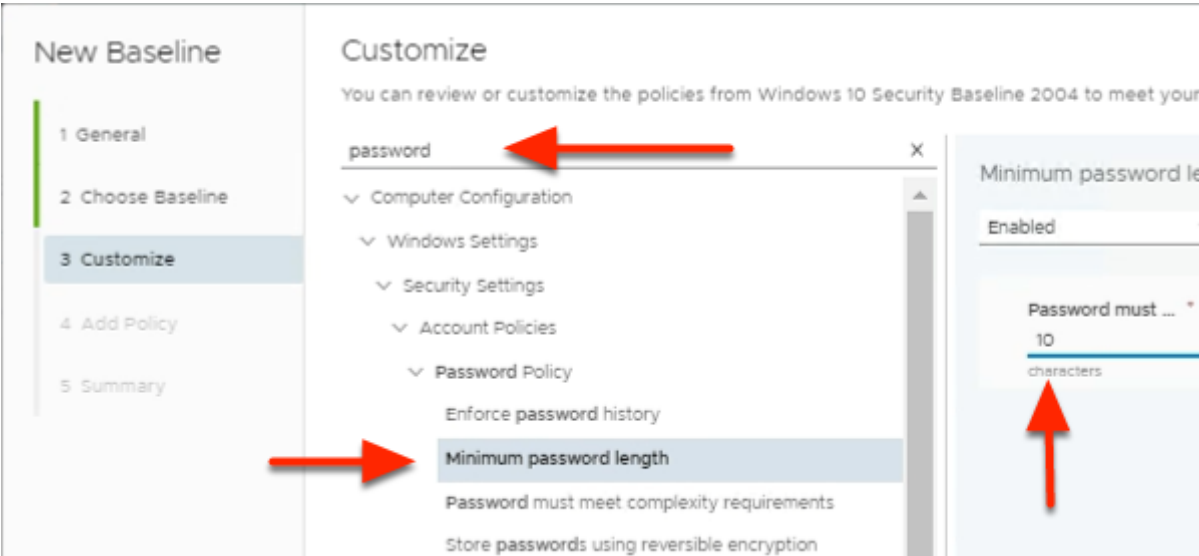 New Baseline
1 General
2 Choose Baseline
3 Customize
4 Add Policy
5 Summary
Customize
You can review or customize the policies from Windows 10 Security Baseline 2004 to meet your
password
Computer Configuration
Windows Settings
Security Settings
Account Policies
Password Policy
Enforce password history
Minimum password length
Password must meet complexity requirements
Store passwords using reversible encryption
Minimum password le
Enabled
Password must ... *
10
characters